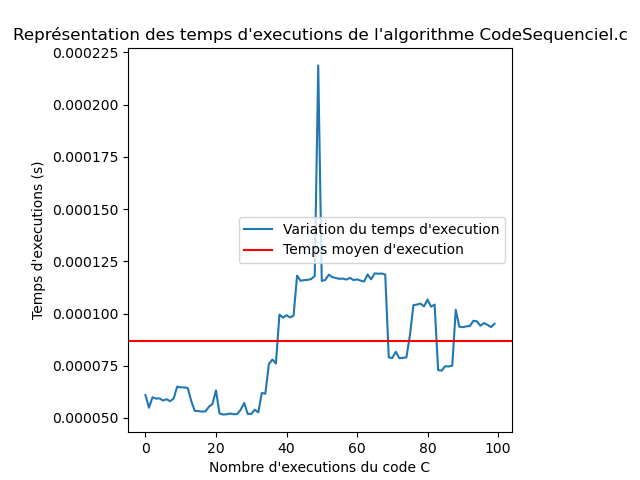 Représentation des temps d'executions de l'algorithme CodeSequenciel.c
0.000225
0.000200
0.000175
0.000150
0.000125
0.000100
0.000075
0.000050
Temps d'executions (s)
Variation du temps d'execution
Temps moyen d'execution
0 20 40 60 80 100
Nombre d'executions du code C